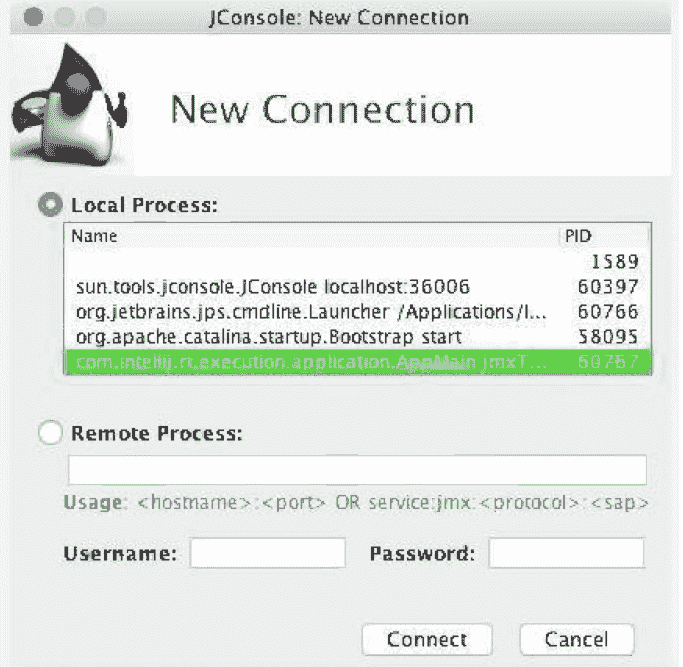 JConsole: New Connection
New Connection
Local Process:
Name PID
1589
sun.tools.jconsole.JConsole localhost:36006 60397
org.jetbrains.jps.cmdline.Launcher /Applications/I... 60766
org.apache.catalina.startup.Bootstrap start 58095
com.intellij.rt.execution.application.AppMain jmxT... 60767
Remote Process:
Usage: <hostname>:<port> OR service:jmx:<protocol>:<sap>
Username: Password:
Connect Cancel